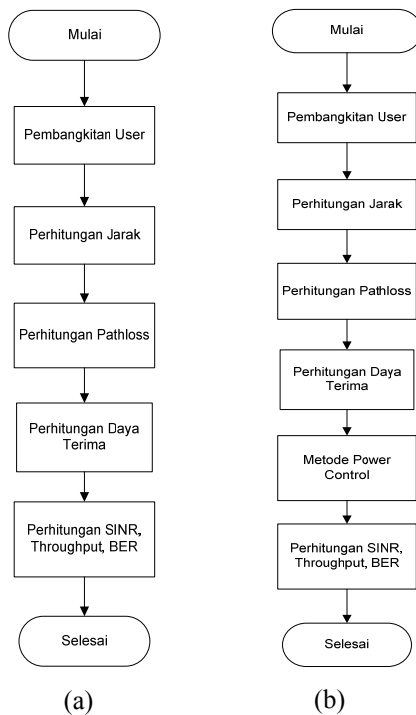 Mulai
Pembangkitan User
Perhitungan Jarak
Perhitungan Pathloss
Perhitungan Daya
Terima
Perhitungan SINR,
Throughput, BER
Selesai
(a)
Mulai
Pembangkitan User
Perhitungan Jarak
Perhitungan Pathloss
Perhitungan Daya
Terima
Metode Power
Control
Perhitungan SINR,
Throughput, BER
Selesai
(b)